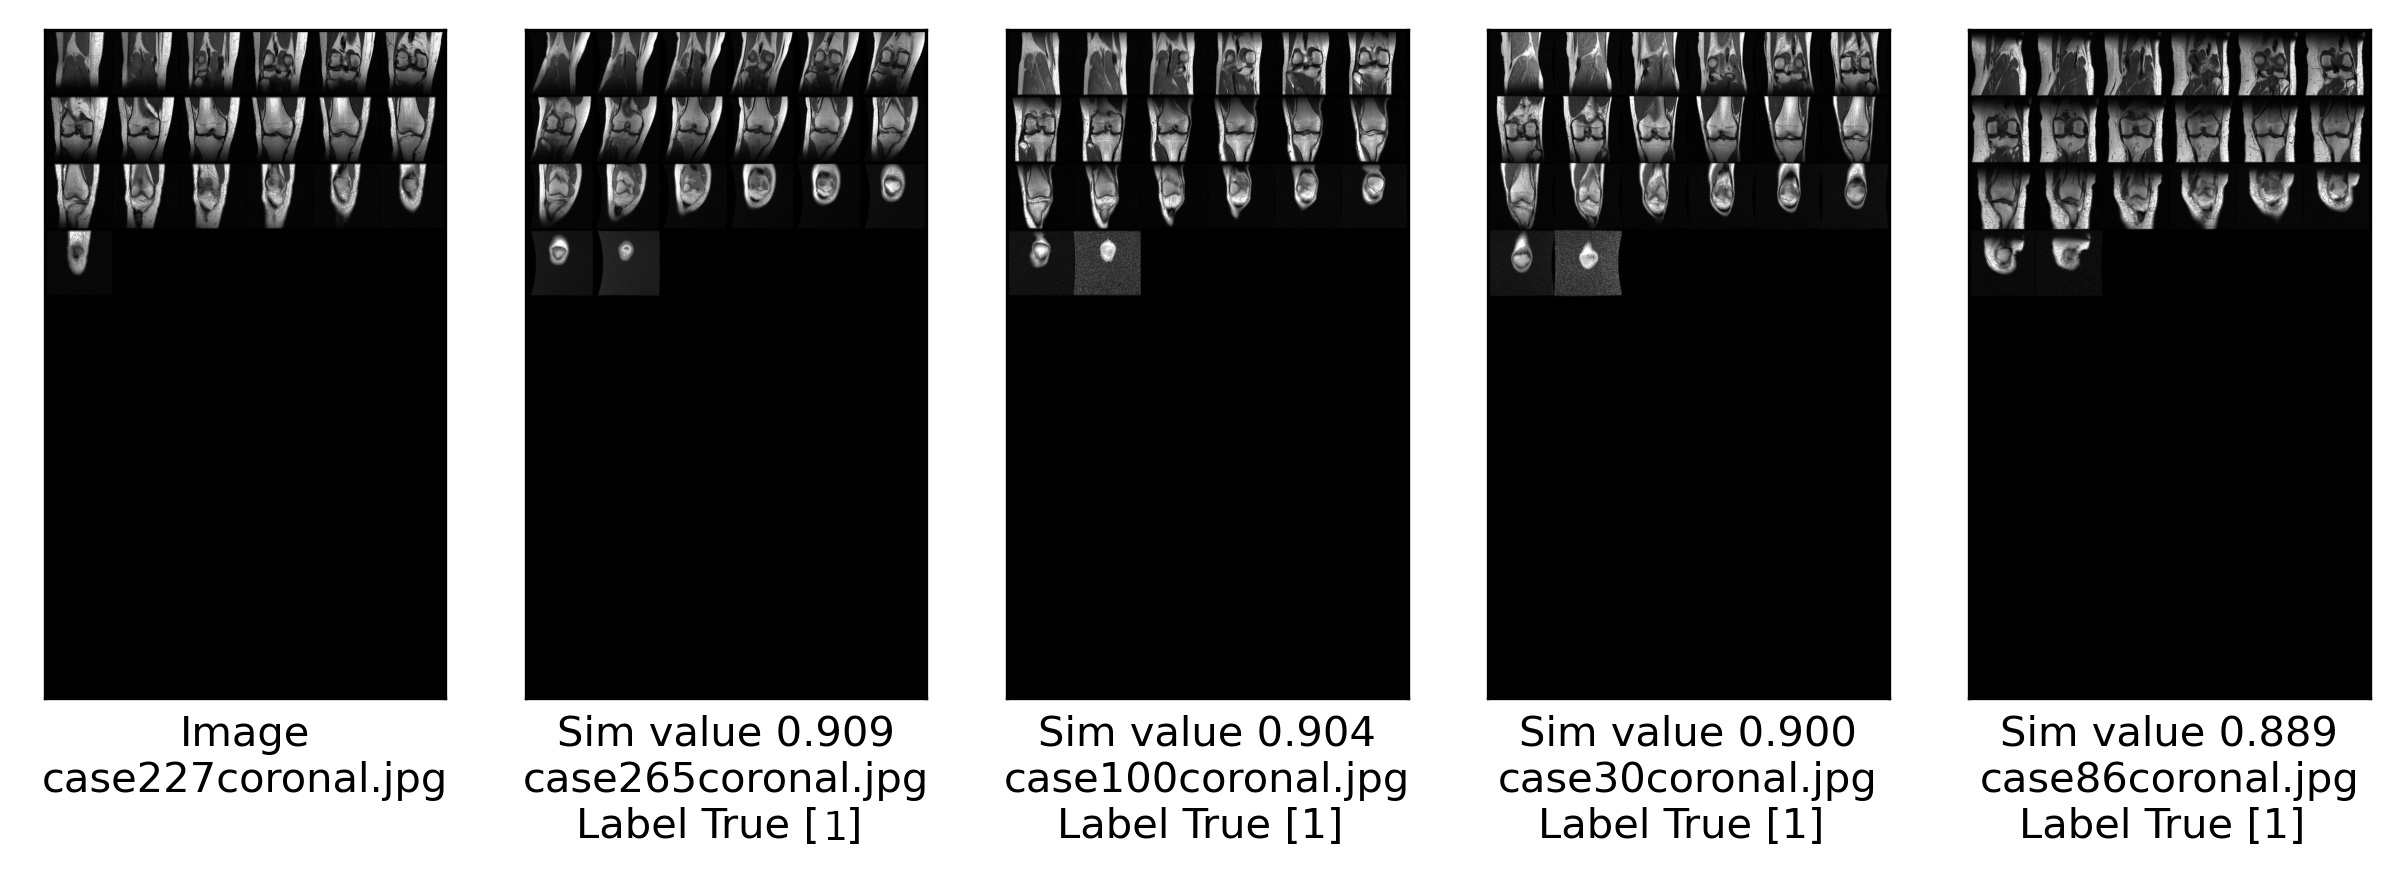 Image
case227coronal.jpg
Sim value 0.909
case265coronal.jpg
Label True [1]
Sim value 0.904
case100coronal.jpg
Label True [1]
Sim value 0.900
case30coronal.jpg
Label True [1]
Sim value 0.889
case86coronal.jpg
Label True [1]